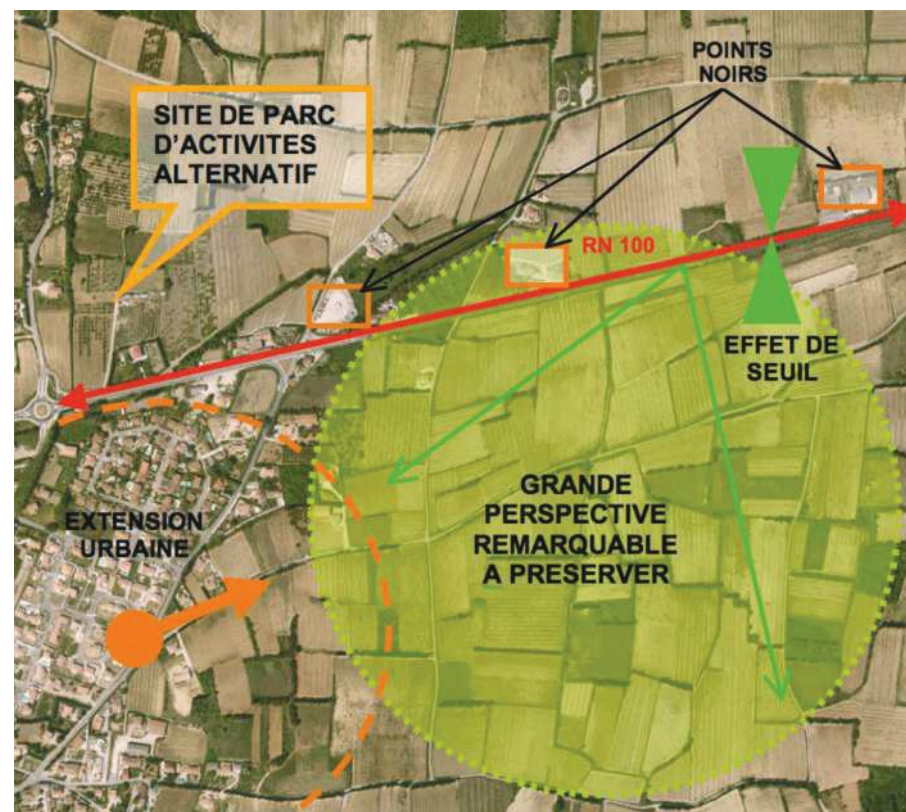 POINTS
NOIRS
SITE DE PARC
D'ACTIVITES
ALTERNATIF
RN 100
EFFET DE
SEUIL
GRANDE
PERSPECTIVE
REMARQUABLE
A PRESERVER
EXTENSION
URBAINE